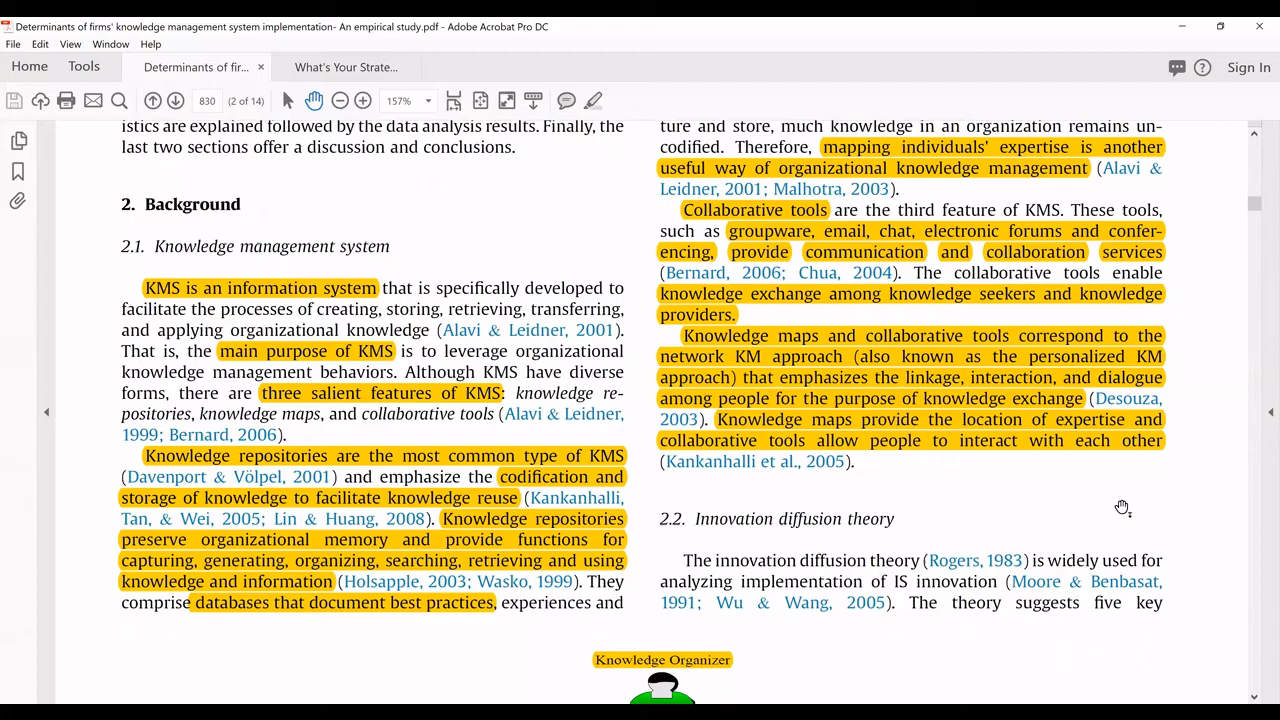 Determinants of firms' knowledge management system implementation- An empirical study.pdf - Adobe Acrobat Pro DC
File Edit View Window Help
Home Tools Determinants of fir... × What's Your Strate... Sign In
830 (2 of 14) 157%
istics are explained followed by the data analysis results. Finally, the
last two sections offer a discussion and conclusions.
2. Background
2.1. Knowledge management system
KMS is an information system that is specifically developed to
facilitate the processes of creating, storing, retrieving, transferring,
and applying organizational knowledge (Alavi & Leidner, 2001).
That is, the main purpose of KMS is to leverage organizational
knowledge management behaviors. Although KMS have diverse
forms, there are three salient features of KMS: knowledge re-
positories, knowledge maps, and collaborative tools (Alavi & Leidner,
1999; Bernard, 2006).
Knowledge repositories are the most common type of KMS
(Davenport & Völpel, 2001) and emphasize the codification and
storage of knowledge to facilitate knowledge reuse (Kankanhalli,
Tan, & Wei, 2005; Lin & Huang, 2008). Knowledge repositories
preserve organizational memory and provide functions for
capturing, generating, organizing, searching, retrieving and using
knowledge and information (Holsapple, 2003; Wasko, 1999). They
comprise databases that document best practices, experiences and
ture and store, much knowledge in an organization remains un-
codified. Therefore, mapping individuals' expertise is another
useful way of organizational knowledge management (Alavi &
Leidner, 2001; Malhotra, 2003).
Collaborative tools are the third feature of KMS. These tools,
such as groupware, email, chat, electronic forums and confer-
encing, provide communication and collaboration services
(Bernard, 2006; Chua, 2004). The collaborative tools enable
knowledge exchange among knowledge seekers and knowledge
providers.
Knowledge maps and collaborative tools correspond to the
network KM approach (also known as the personalized KM
approach) that emphasizes the linkage, interaction, and dialogue
among people for the purpose of knowledge exchange (Desouza,
2003). Knowledge maps provide the location of expertise and
collaborative tools allow people to interact with each other
(Kankanhalli et al., 2005).
2.2. Innovation diffusion theory
The innovation diffusion theory (Rogers, 1983) is widely used for
analyzing implementation of IS innovation (Moore & Benbasat,
1991; Wu & Wang, 2005). The theory suggests five key
Knowledge Organizer